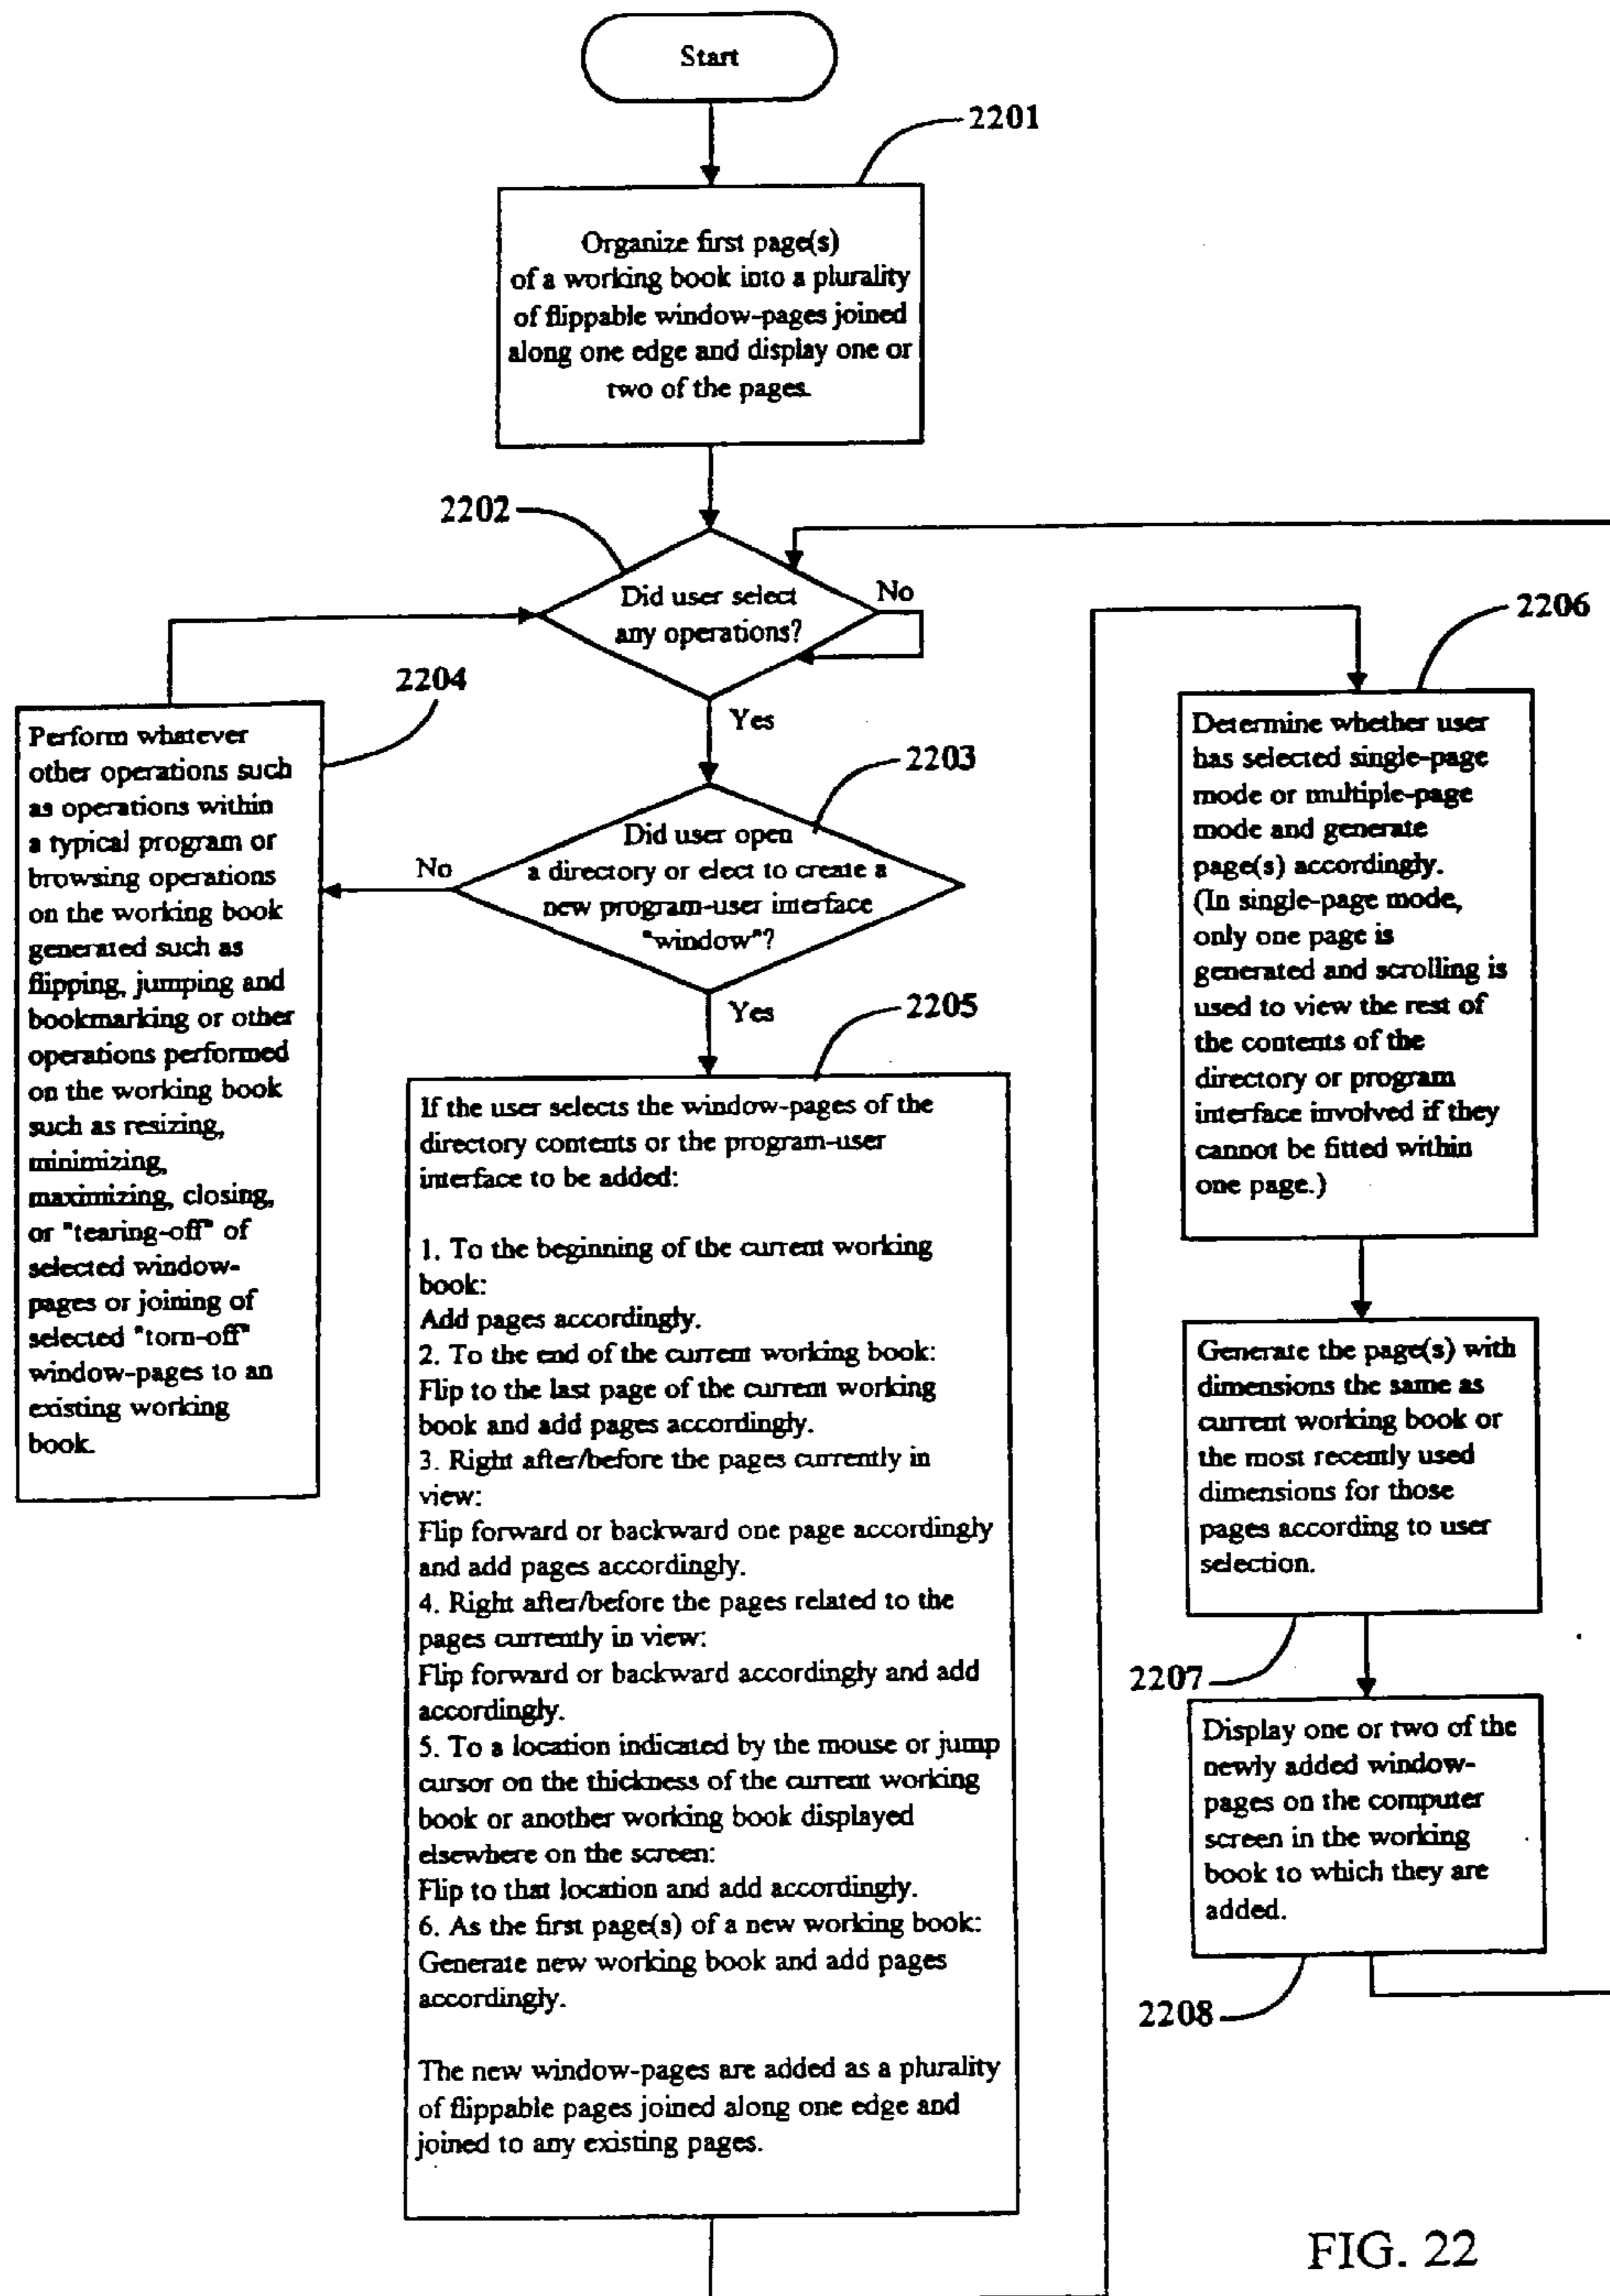 Start
2201
Organize first page(s)
of a working book into a plurality
of flippable window-pages joined
along one edge and display one or
two of the pages.
2202
Did user select
any operations?
No
Yes
2203
Did user open
a directory or elect to create a
new program-user interface
"window"?
No
Yes
2204
Perform whatever
other operations such
as operations within
a typical program or
browsing operations
on the working book
generated such as
flipping, jumping and
bookmarking or other
operations performed
on the working book
such as resizing,
minimizing,
maximizing, closing,
or "tearing-off" of
selected window-
pages or joining of
selected "torn-off"
window-pages to an
existing working
book.
2205
If the user selects the window-pages of the
directory contents or the program-user
interface to be added:
1. To the beginning of the current working
book:
Add pages accordingly.
2. To the end of the current working book:
Flip to the last page of the current working
book and add pages accordingly.
3. Right after/before the pages currently in
view:
Flip forward or backward one page accordingly
and add pages accordingly.
4. Right after/before the pages related to the
pages currently in view:
Flip forward or backward accordingly and add
accordingly.
5. To a location indicated by the mouse or jump
cursor on the thickness of the current working
book or another working book displayed
elsewhere on the screen:
Flip to that location and add accordingly.
6. As the first page(s) of a new working book:
Generate new working book and add pages
accordingly.
The new window-pages are added as a plurality
of flippable pages joined along one edge and
joined to any existing pages.
2206
Determine whether user
has selected single-page
mode or multiple-page
mode and generate
page(s) accordingly.
(In single-page mode,
only one page is
generated and scrolling is
used to view the rest of
the contents of the
directory or program
interface involved if they
cannot be fitted within
one page.)
Generate the page(s) with
dimensions the same as
current working book or
the most recently used
dimensions for those
pages according to user
selection.
2207
Display one or two of the
newly added window-
pages on the computer
screen in the working
book to which they are
added.
2208
FIG. 22